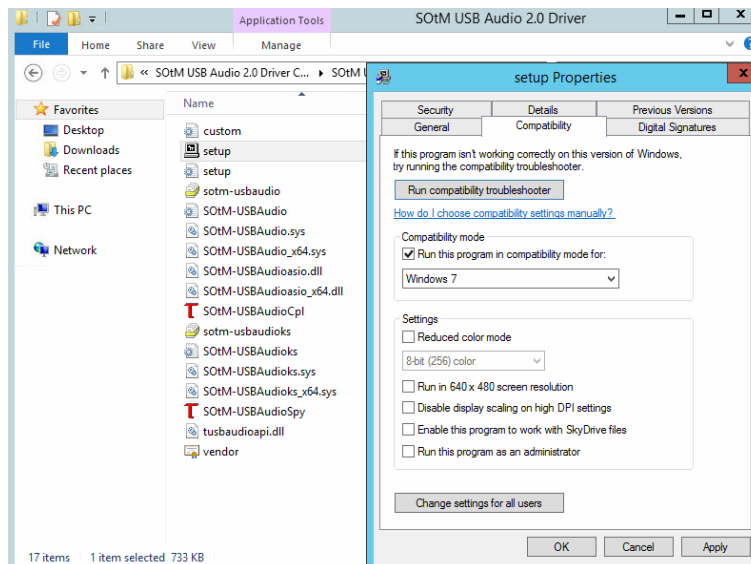 Application Tools
SOtM USB Audio 2.0 Driver
File
Home
Share
View
Manage
« SOtM USB Audio 2.0 Driver C...
SOtM U
Favorites
Desktop
Downloads
Recent places
This PC
Network
Name
custom
setup
setup
sotm-usbaudio
SOtM-USBAudio
SOtM-USBAudio.sys
SOtM-USBAudio_x64.sys
SOtM-USBAudioasio.dll
SOtM-USBAudioasio_x64.dll
SOtM-USBAudioCpl
sotm-usbaudioks
SOtM-USBAudioks
SOtM-USBAudioks.sys
SOtM-USBAudioks_x64.sys
SOtM-USBAudioSpy
tusbaudioapi.dll
vendor
17 items
1 item selected 733 KB
setup Properties
x
Security
Details
Previous Versions
General
Compatibility
Digital Signatures
If this program isn't working correctly on this version of Windows,
try running the compatibility troubleshooter.
Run compatibility troubleshooter
How do I choose compatibility settings manually?
Compatibility mode
Run this program in compatibility mode for:
Windows 7
Settings
Reduced color mode
8-bit (256) color
Run in 640 x 480 screen resolution
Disable display scaling on high DPI settings
Enable this program to work with SkyDrive files
Run this program as an administrator
Change settings for all users
OK
Cancel
Apply